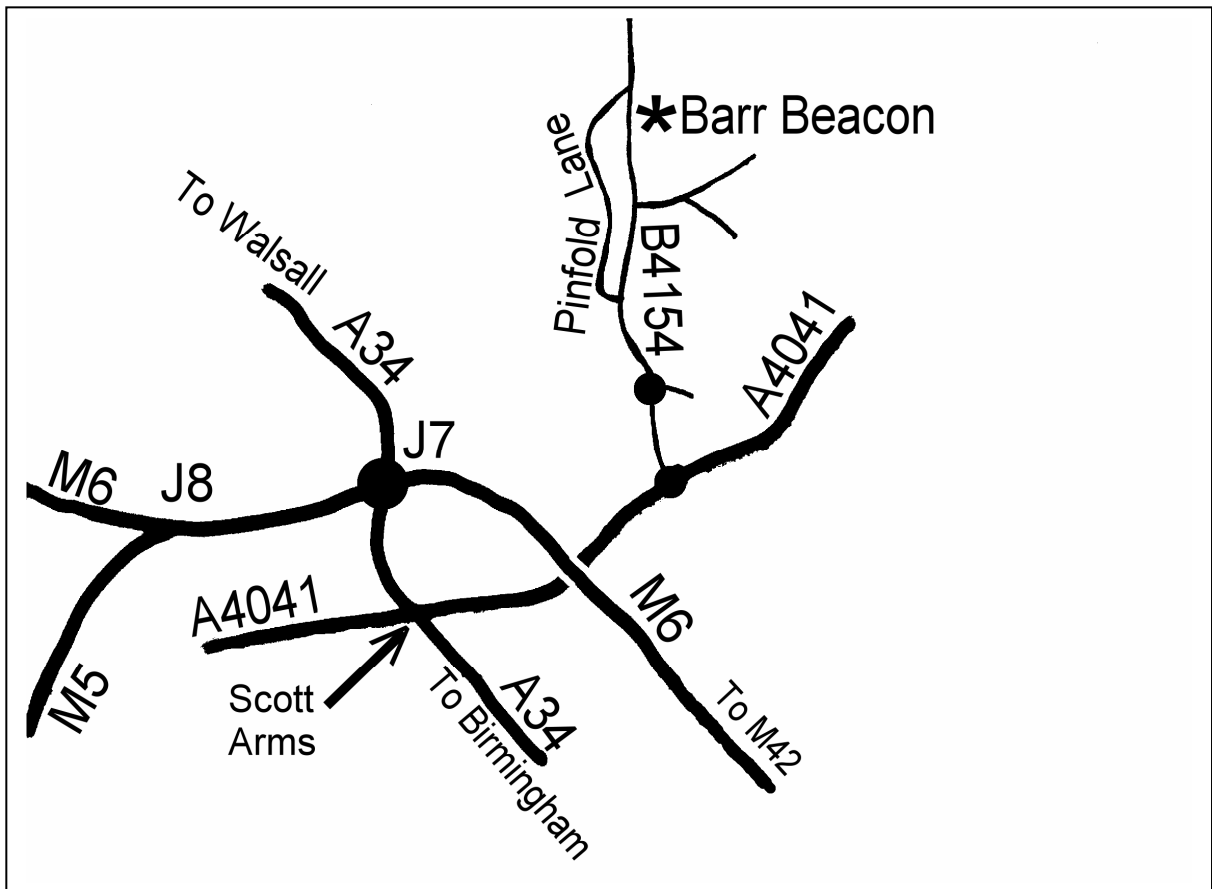 *Barr Beacon
Pinfold Lane
To Walsall
B4154
A34
A4041
J7
M6
J8
A4041
M6
M5
Scott
Arms
A34
To Birmingham
To M42